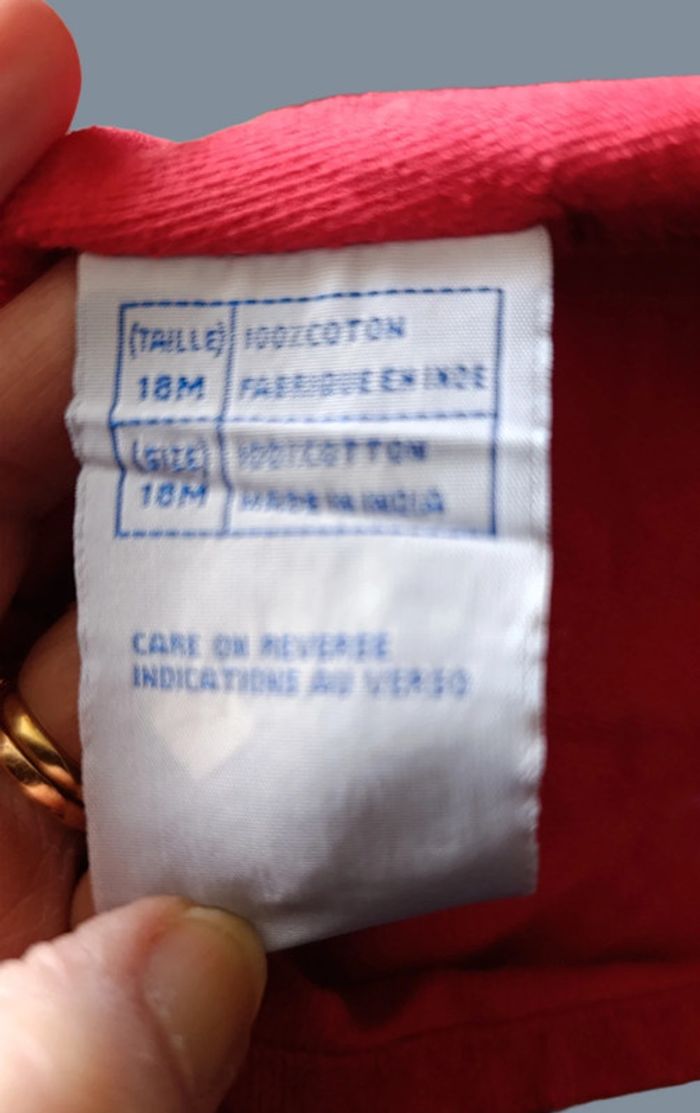 (TAILLE) 100%COTON
18M FABRIQUE EN INDE
(SIZE) 100%COTTON
18M MADE IN INDIA
CARE ON REVERSE
INDICATIONS AU VERSO